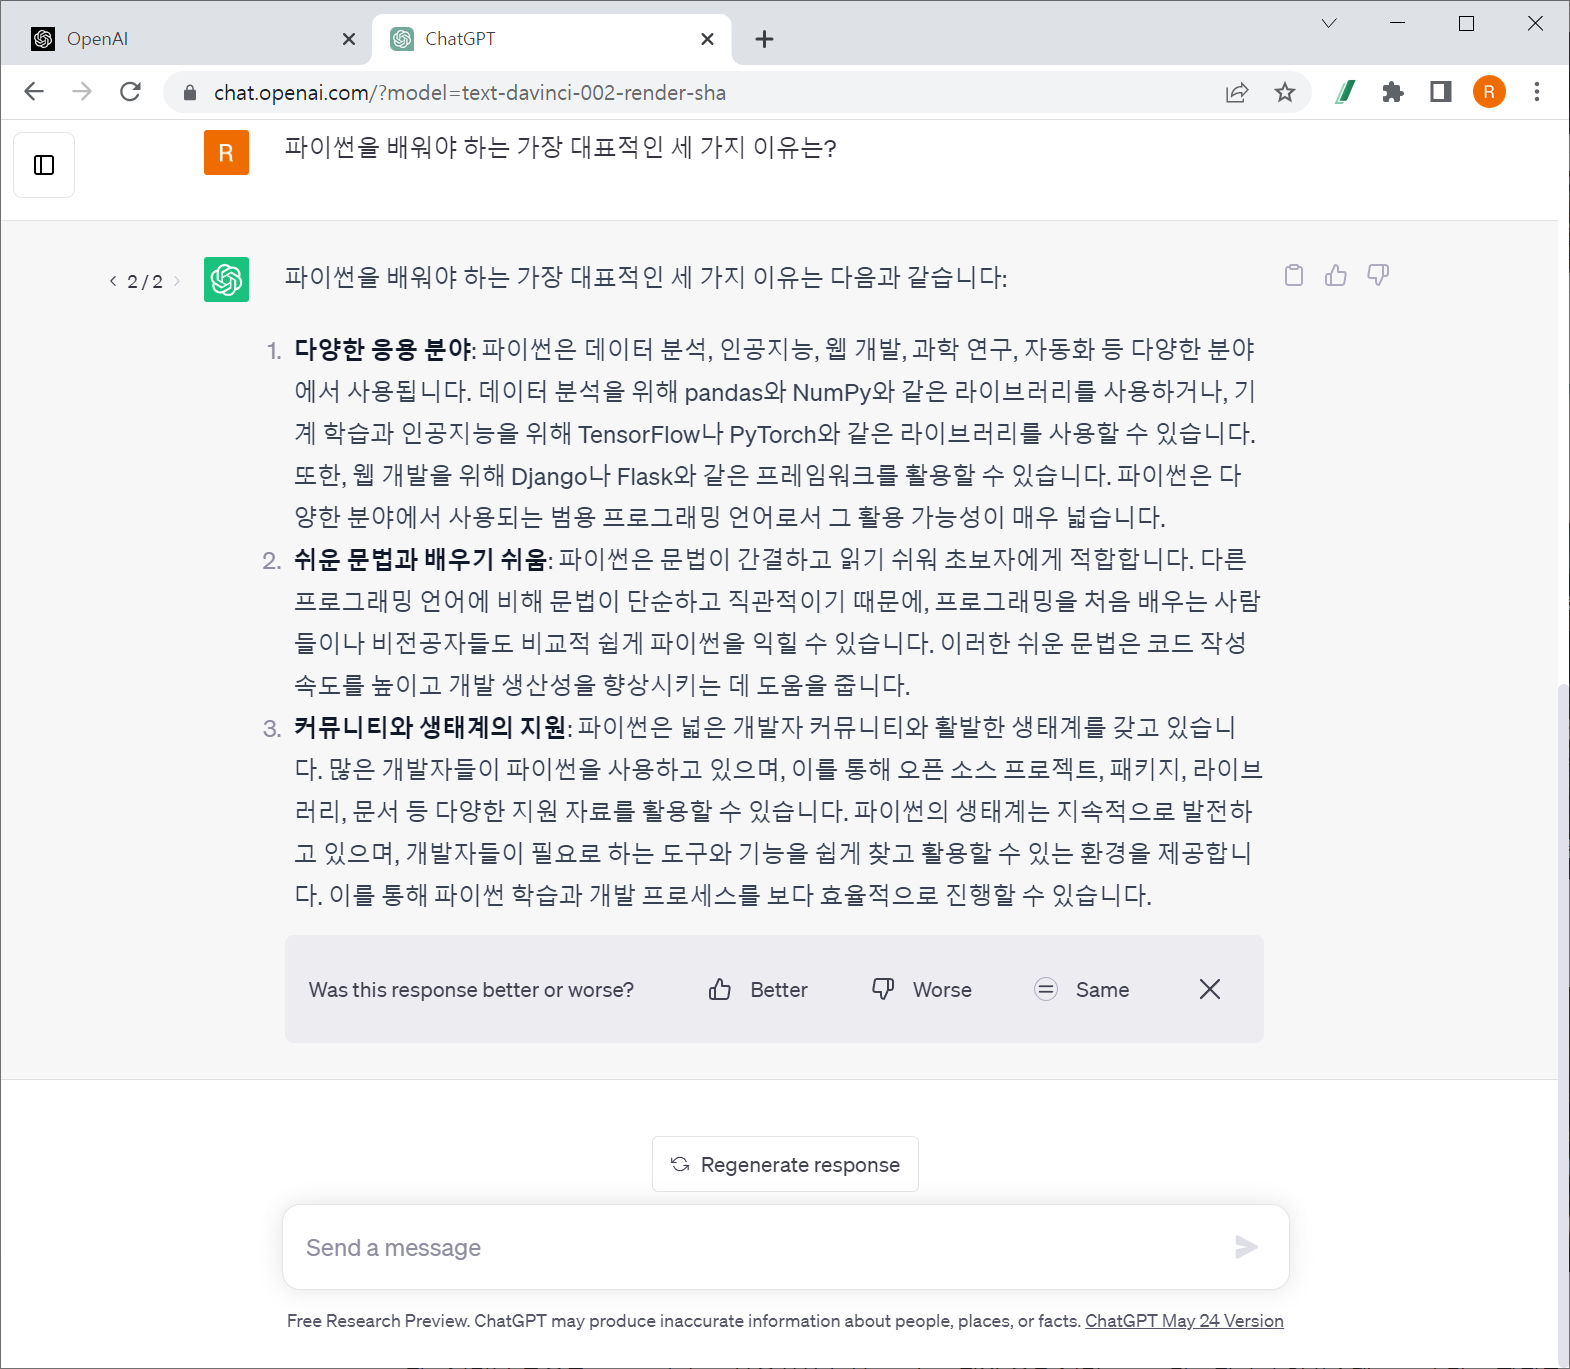 OpenAI
ChatGPT
chat.openai.com/?model=text-davinci-002-render-sha
R
R
파이썬을 배워야 하는 가장 대표적인 세 가지 이유는?
2 / 2
파이썬을 배워야 하는 가장 대표적인 세 가지 이유는 다음과 같습니다:
1. 다양한 응용 분야: 파이썬은 데이터 분석, 인공지능, 웹 개발, 과학 연구, 자동화 등 다양한 분야
에서 사용됩니다. 데이터 분석을 위해 pandas와 NumPy와 같은 라이브러리를 사용하거나, 기
계 학습과 인공지능을 위해 TensorFlow나 PyTorch와 같은 라이브러리를 사용할 수 있습니다.
또한, 웹 개발을 위해 Django나 Flask와 같은 프레임워크를 활용할 수 있습니다. 파이썬은 다
양한 분야에서 사용되는 범용 프로그래밍 언어로서 그 활용 가능성이 매우 넓습니다.
2. 쉬운 문법과 배우기 쉬움: 파이썬은 문법이 간결하고 읽기 쉬워 초보자에게 적합합니다. 다른
프로그래밍 언어에 비해 문법이 단순하고 직관적이기 때문에, 프로그래밍을 처음 배우는 사람
들이나 비전공자들도 비교적 쉽게 파이썬을 익힐 수 있습니다. 이러한 쉬운 문법은 코드 작성
속도를 높이고 개발 생산성을 향상시키는 데 도움을 줍니다.
3. 커뮤니티와 생태계의 지원: 파이썬은 넓은 개발자 커뮤니티와 활발한 생태계를 갖고 있습니
다. 많은 개발자들이 파이썬을 사용하고 있으며, 이를 통해 오픈 소스 프로젝트, 패키지, 라이브
러리, 문서 등 다양한 지원 자료를 활용할 수 있습니다. 파이썬의 생태계는 지속적으로 발전하
고 있으며, 개발자들이 필요로 하는 도구와 기능을 쉽게 찾고 활용할 수 있는 환경을 제공합니
다. 이를 통해 파이썬 학습과 개발 프로세스를 보다 효율적으로 진행할 수 있습니다.
Was this response better or worse? Better Worse Same
Regenerate response
Send a message
Free Research Preview. ChatGPT may produce inaccurate information about people, places, or facts. ChatGPT May 24 Version